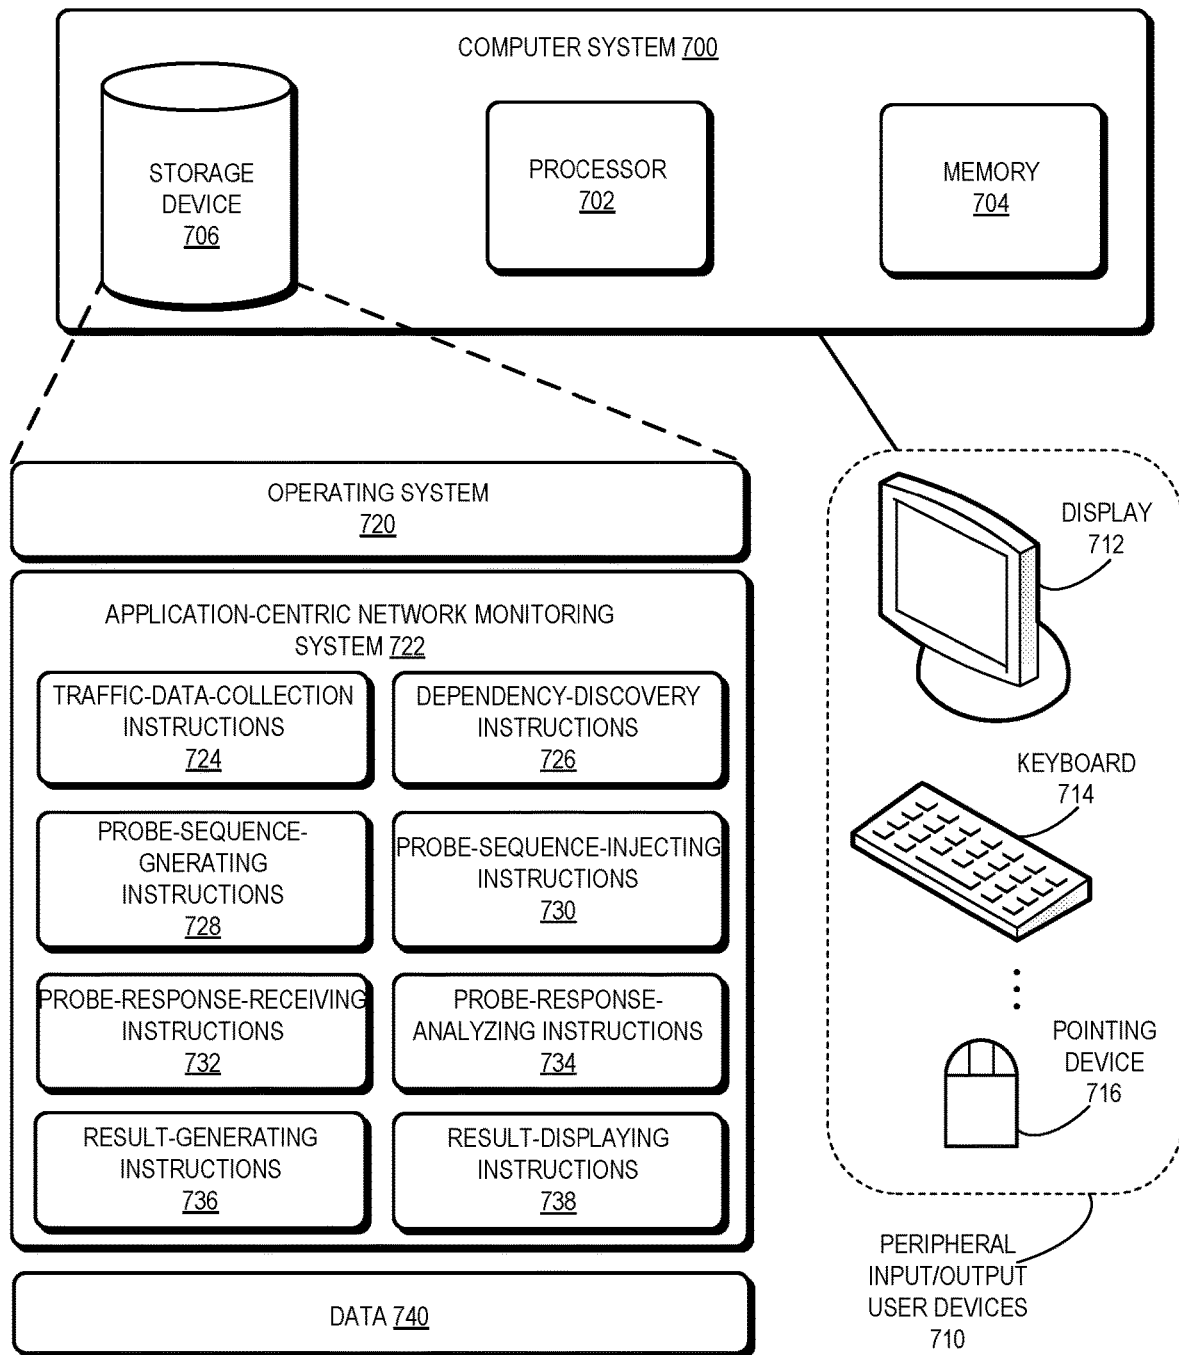 COMPUTER SYSTEM 700
STORAGE
DEVICE
706
PROCESSOR
702
MEMORY
704
OPERATING SYSTEM
720
APPLICATION-CENTRIC NETWORK MONITORING
SYSTEM 722
TRAFFIC-DATA-COLLECTION
INSTRUCTIONS
724
DEPENDENCY-DISCOVERY
INSTRUCTIONS
726
PROBE-SEQUENCE-
GNERATING
INSTRUCTIONS
728
PROBE-SEQUENCE-INJECTING
INSTRUCTIONS
730
PROBE-RESPONSE-RECEIVING
INSTRUCTIONS
732
PROBE-RESPONSE-
ANALYZING INSTRUCTIONS
734
RESULT-GENERATING
INSTRUCTIONS
736
RESULT-DISPLAYING
INSTRUCTIONS
738
DATA 740
DISPLAY
712
KEYBOARD
714
POINTING
DEVICE
716
PERIPHERAL
INPUT/OUTPUT
USER DEVICES
710